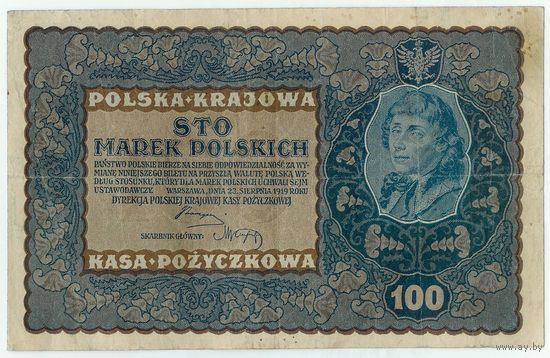 POLSKA · KRAJOWA
STO
MAREK POLSKICH
PAŃSTWO POLSKIE BIERZE NA SIEBIE ODPOWIEDZIALNOŚĆ ZA WY-
MIANĘ NINIEJSZEGO BILETU NA PRZYSZŁĄ WALUTĘ POLSKĄ WE-
DŁUG STOSUNKU, KTÓRY DLA MAREK POLSKICH UCHWALI SEJM
USTAWODAWCZY. WARSZAWA, DNIA 23. SIERPNIA 1919 ROKU
DYREKCJA POLSKIEJ KRAJOWEJ KASY POŻYCZKOWEJ
SKARBNIK GŁÓWNY:
KASA · POŻYCZKOWA
100
www.ay.by